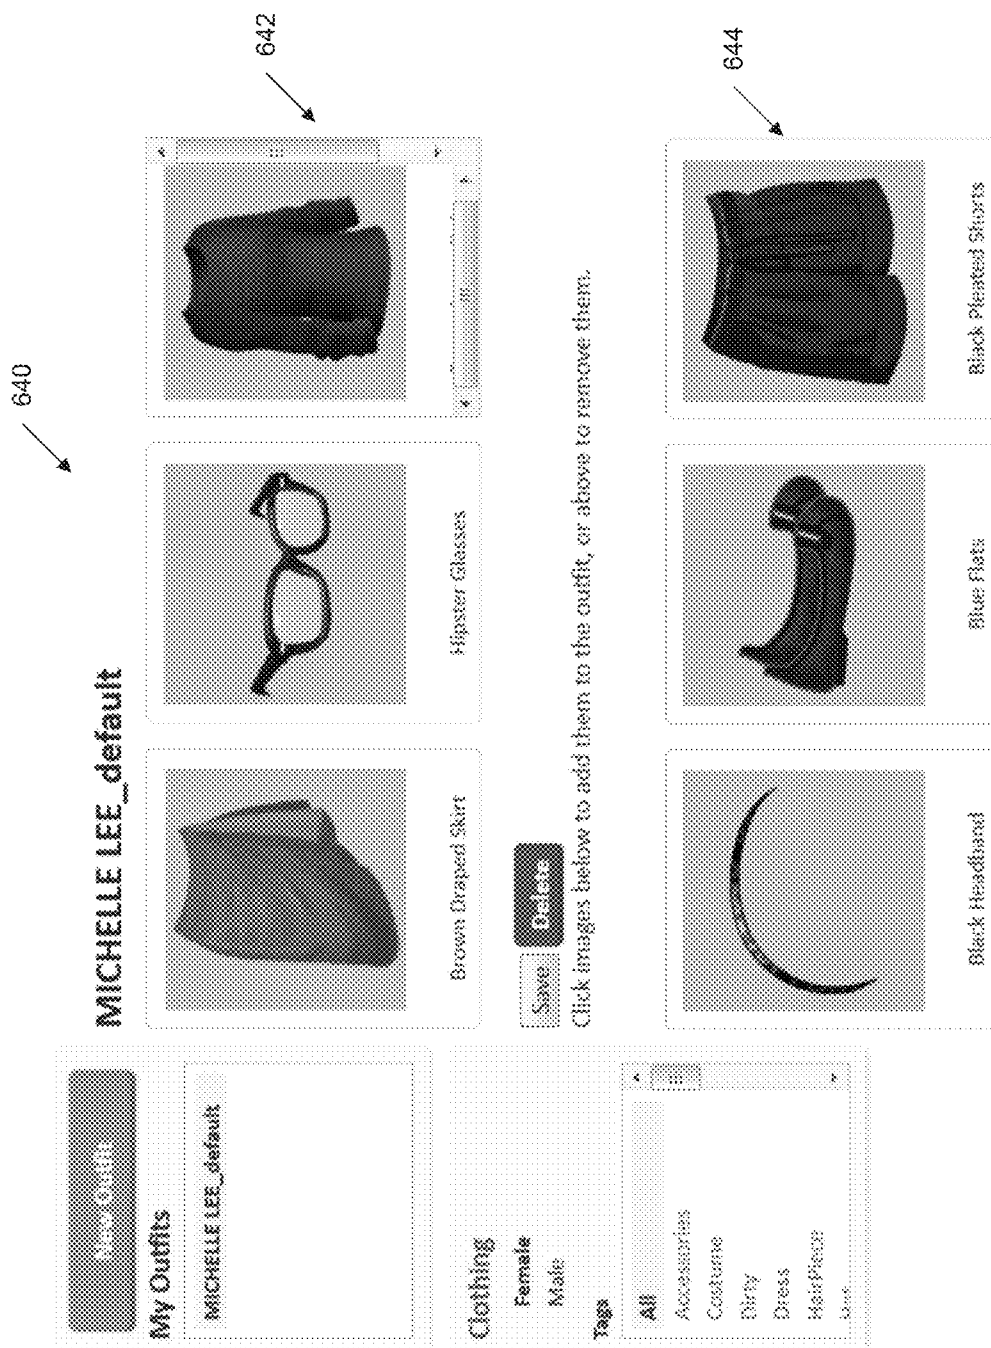 640
New Outfit
My Outfits
MICHELLE LEE_default
Clothing
Female
Male
Tags
All
Accessories
Costume
Dirty
Dress
HairPiece
MICHELLE LEE_default
642
Brown Draped Skirt
Hipster Glasses
Save
Delete
Click images below to add them to the outfit, or above to remove them.
644
Black Headband
Blue Flats
Black Pleated Shorts